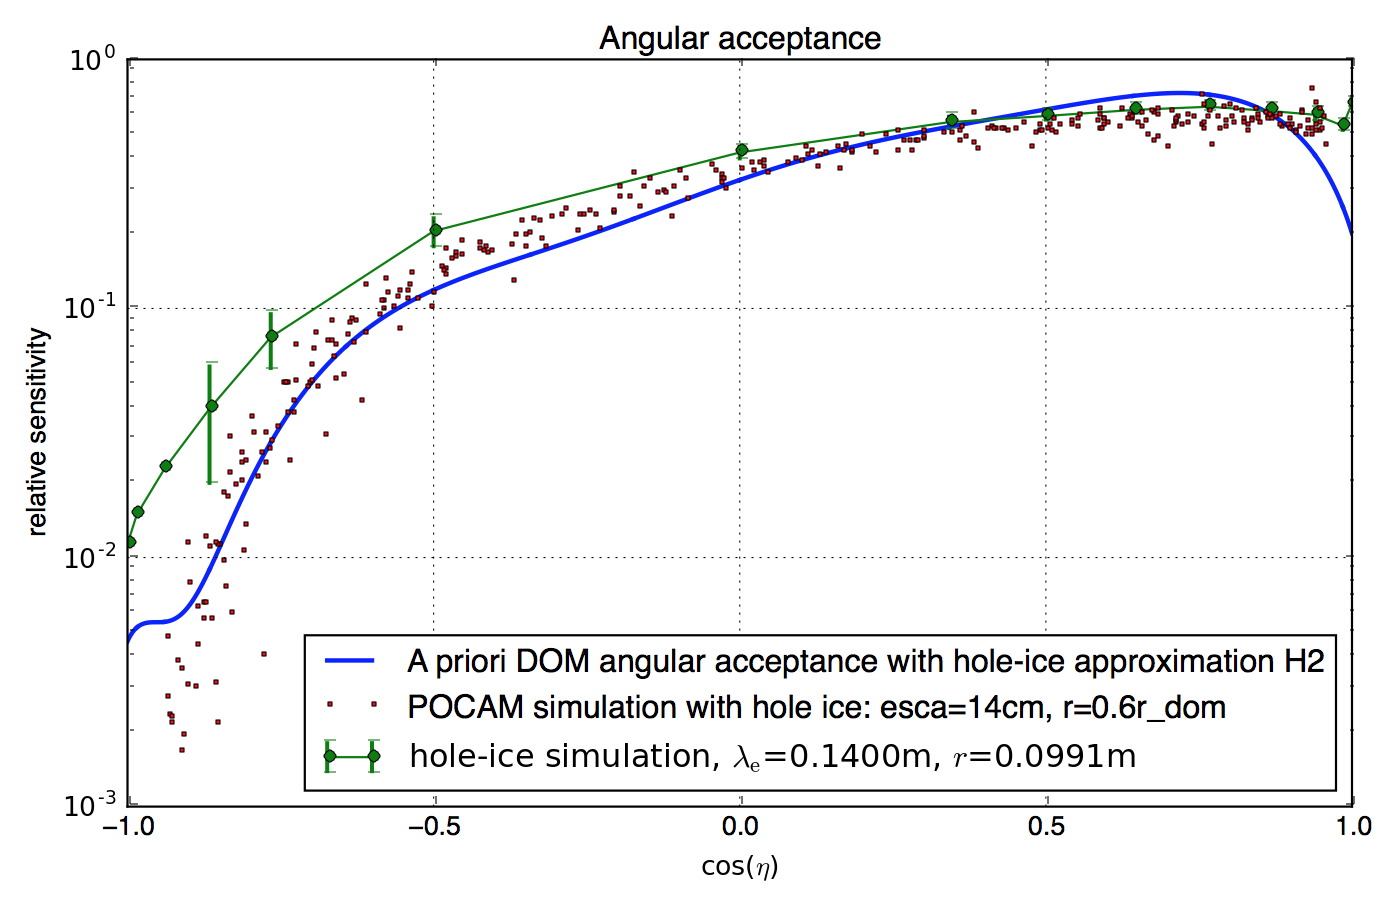 Angular acceptance
10^0
10^-1
10^-2
10^-3
relative sensitivity
−1.0 −0.5 0.0 0.5 1.0
cos(η)
A priori DOM angular acceptance with hole-ice approximation H2
POCAM simulation with hole ice: esca=14cm, r=0.6r_dom
hole-ice simulation, λ_e=0.1400m, r=0.0991m